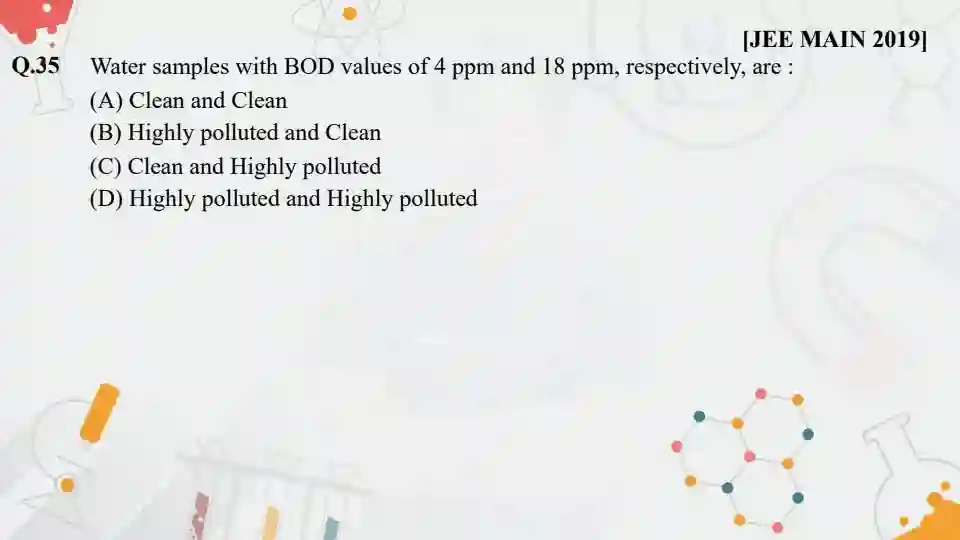 [JEE MAIN 2019]
Q.35 Water samples with BOD values of 4 ppm and 18 ppm, respectively, are :
(A) Clean and Clean
(B) Highly polluted and Clean
(C) Clean and Highly polluted
(D) Highly polluted and Highly polluted